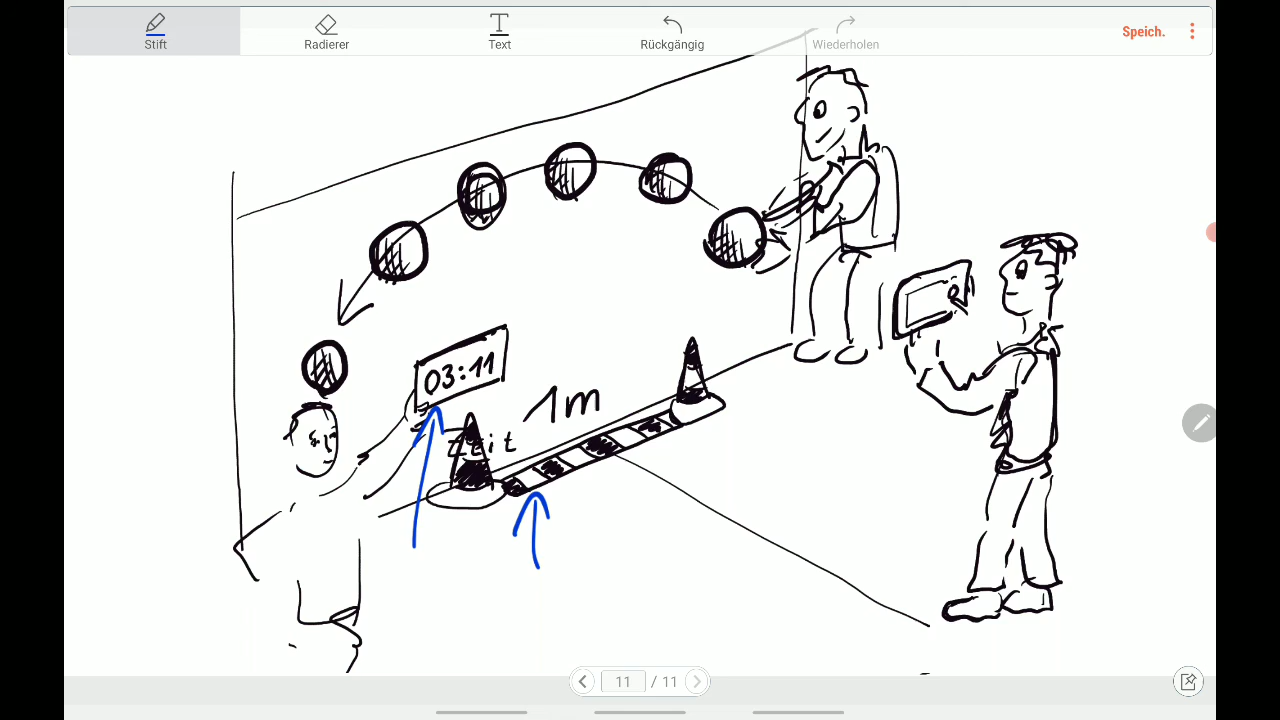 Stift
Radierer
Text
Rückgängig
Wiederholen
Speich.
03:11
1m
Zeit
11 / 11